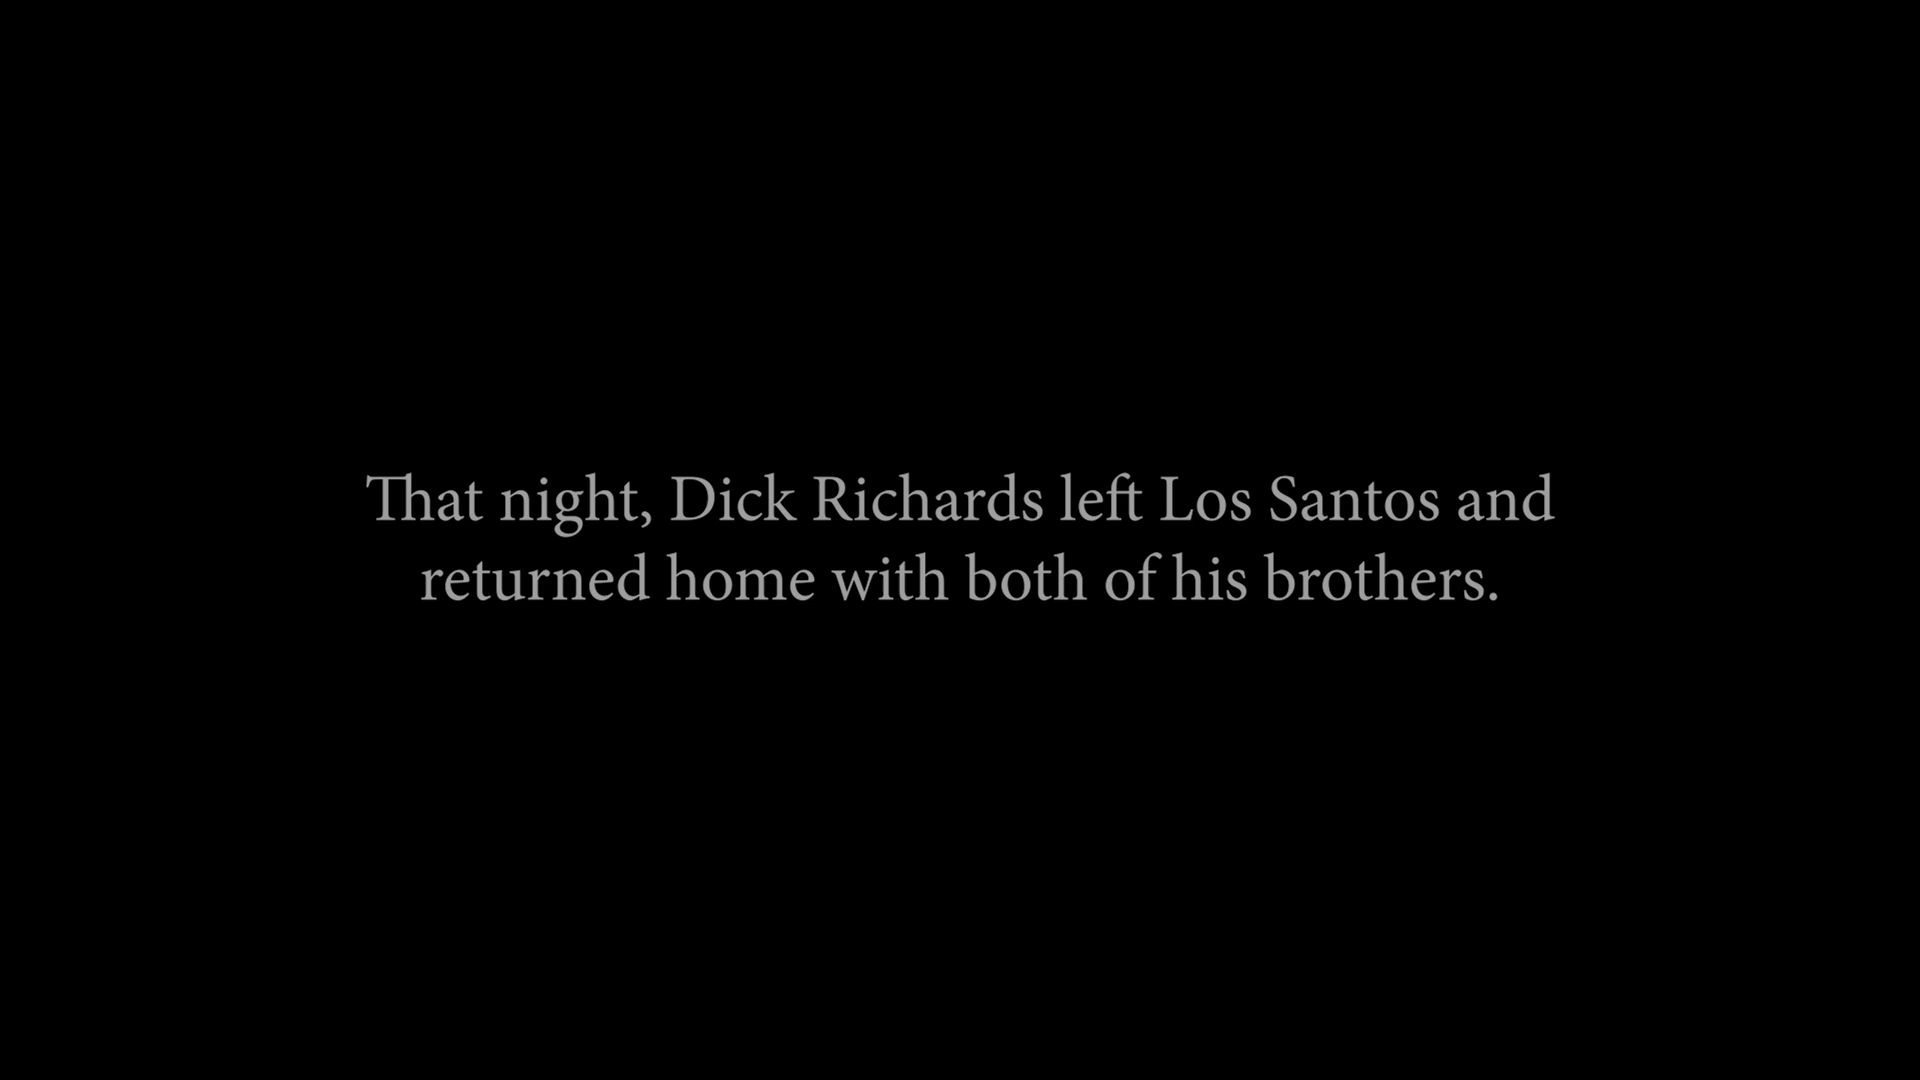 That night, Dick Richards left Los Santos and
returned home with both of his brothers.